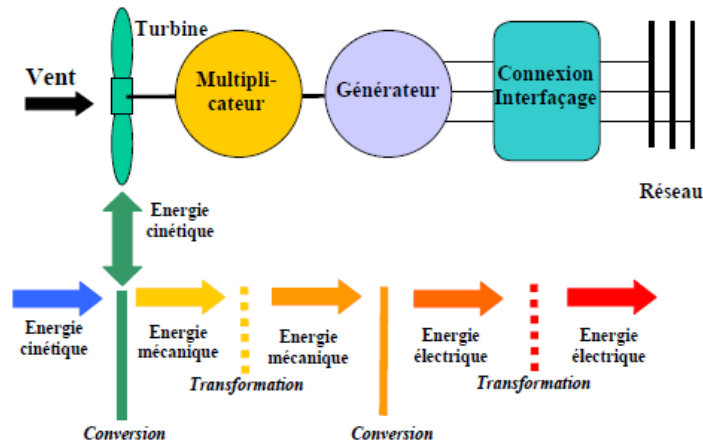 Turbine
Vent
Multipli-
cateur
Générateur
Connexion
Interfaçage
Réseau
Energie
cinétique
Energie
cinétique
Energie
mécanique
Transformation
Energie
mécanique
Energie
électrique
Transformation
Energie
électrique
Conversion
Conversion